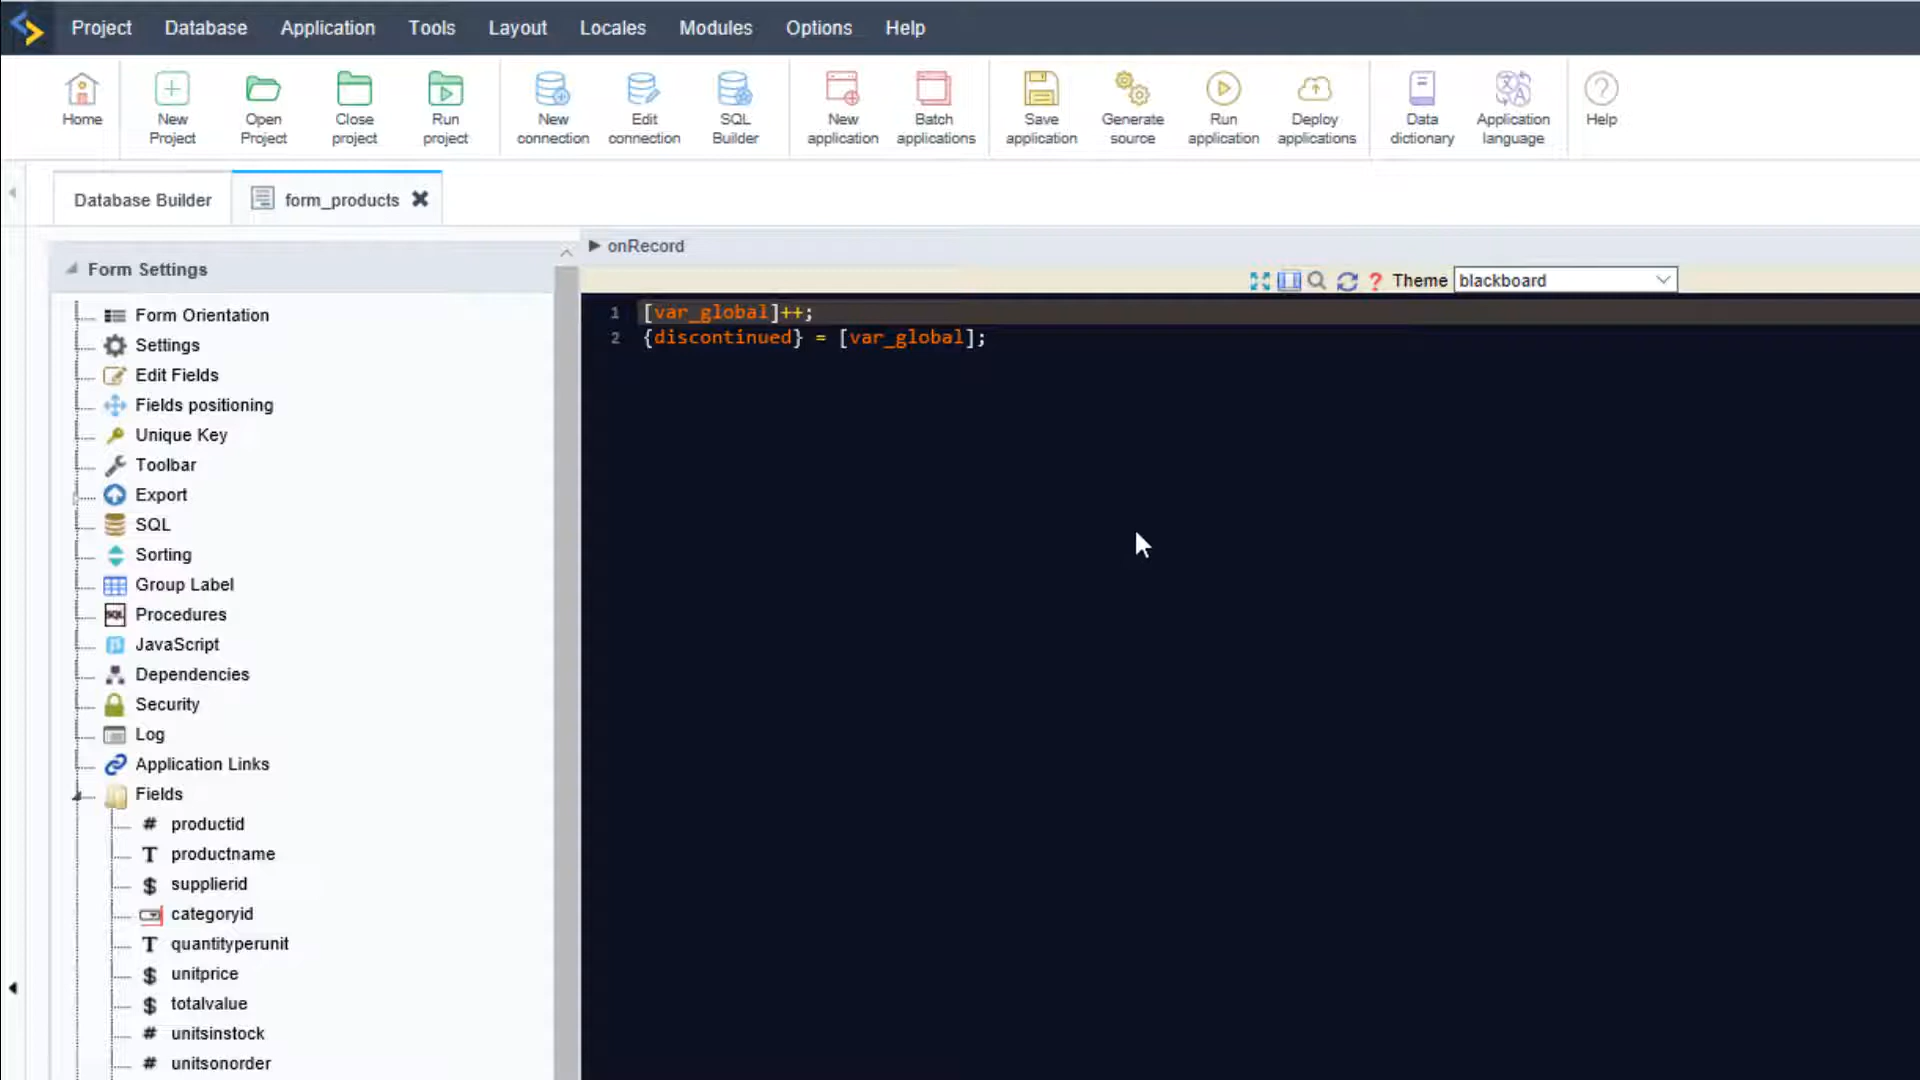 Project Database Application Tools Layout Locales Modules Options Help
Home
New Project
Open Project
Close project
Run project
New connection
Edit connection
SQL Builder
New application
Batch applications
Save application
Generate source
Run application
Deploy applications
Data dictionary
Application language
Help
Database Builder
form_products
Form Settings
Form Orientation
Settings
Edit Fields
Fields positioning
Unique Key
Toolbar
Export
SQL
Sorting
Group Label
Procedures
JavaScript
Dependencies
Security
Log
Application Links
Fields
# productid
T productname
$ supplierid
categoryid
T quantityperunit
$ unitprice
$ totalvalue
# unitsinstock
# unitsonorder
onRecord
? Theme blackboard
1 [var_global]++;
2 {discontinued} = [var_global];